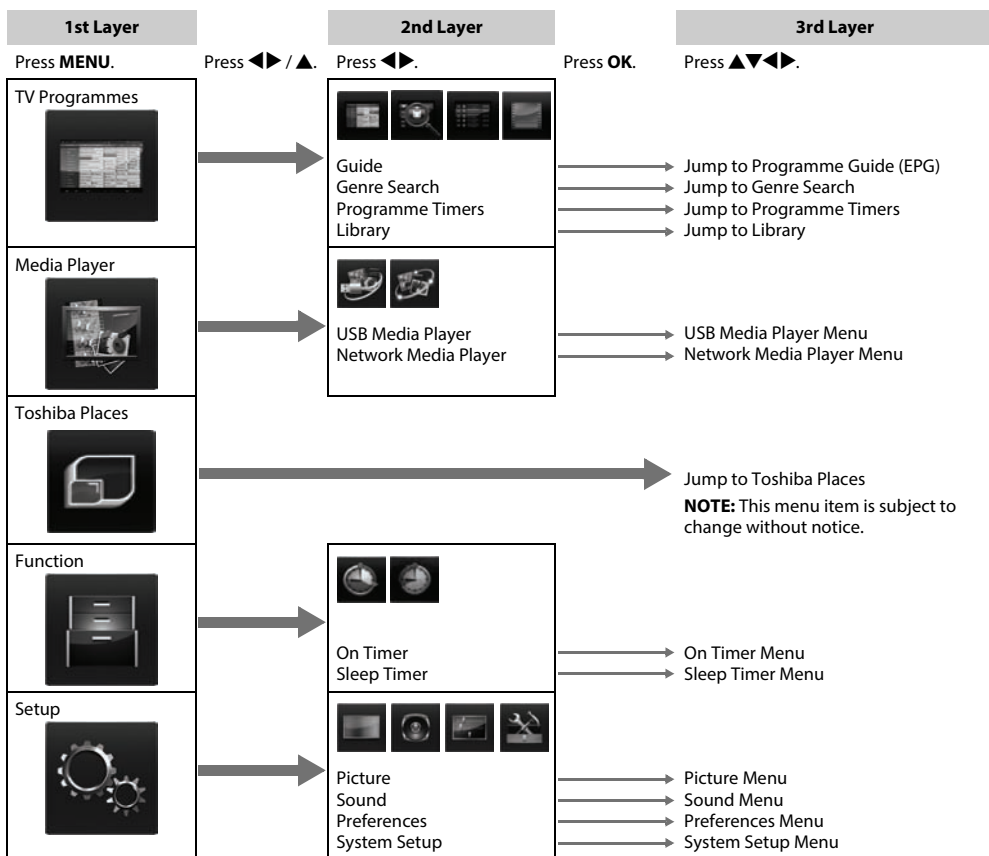 1st Layer
2nd Layer
3rd Layer
Press MENU.
Press ◀▶ / ▲.
Press ◀▶.
Press OK.
Press ▲▼◀▶.
TV Programmes
Guide
Genre Search
Programme Timers
Library
Jump to Programme Guide (EPG)
Jump to Genre Search
Jump to Programme Timers
Jump to Library
Media Player
USB Media Player
Network Media Player
USB Media Player Menu
Network Media Player Menu
Toshiba Places
Jump to Toshiba Places
NOTE: This menu item is subject to
change without notice.
Function
On Timer
Sleep Timer
On Timer Menu
Sleep Timer Menu
Setup
Picture
Sound
Preferences
System Setup
Picture Menu
Sound Menu
Preferences Menu
System Setup Menu